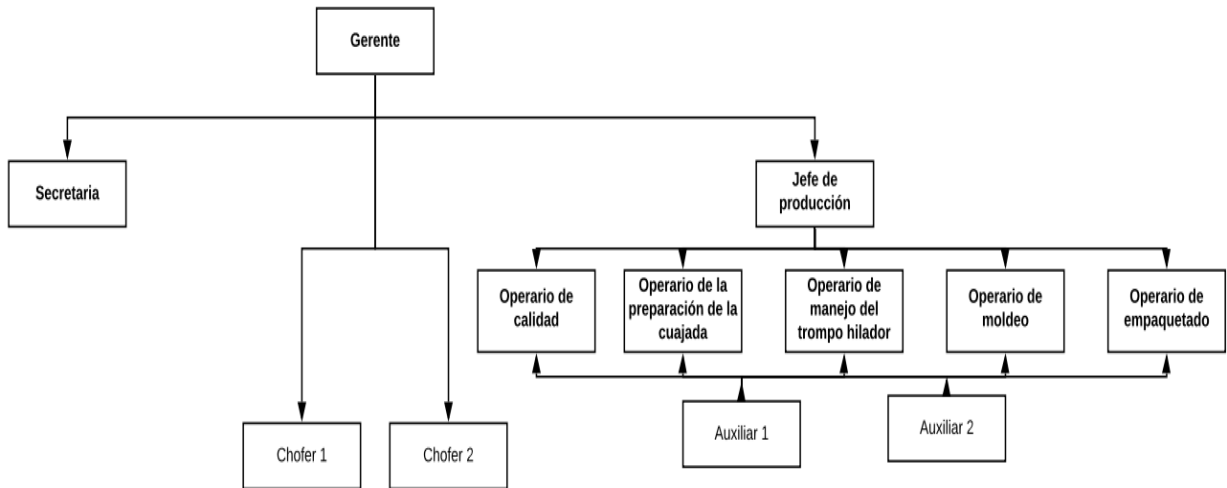 Gerente
Secretaria
Jefe de
producción
Operario de
calidad
Operario de la
preparación de la
cuajada
Operario de
manejo del
trompo hilador
Operario de
moldeo
Operario de
empaquetado
Chofer 1
Chofer 2
Auxiliar 1
Auxiliar 2